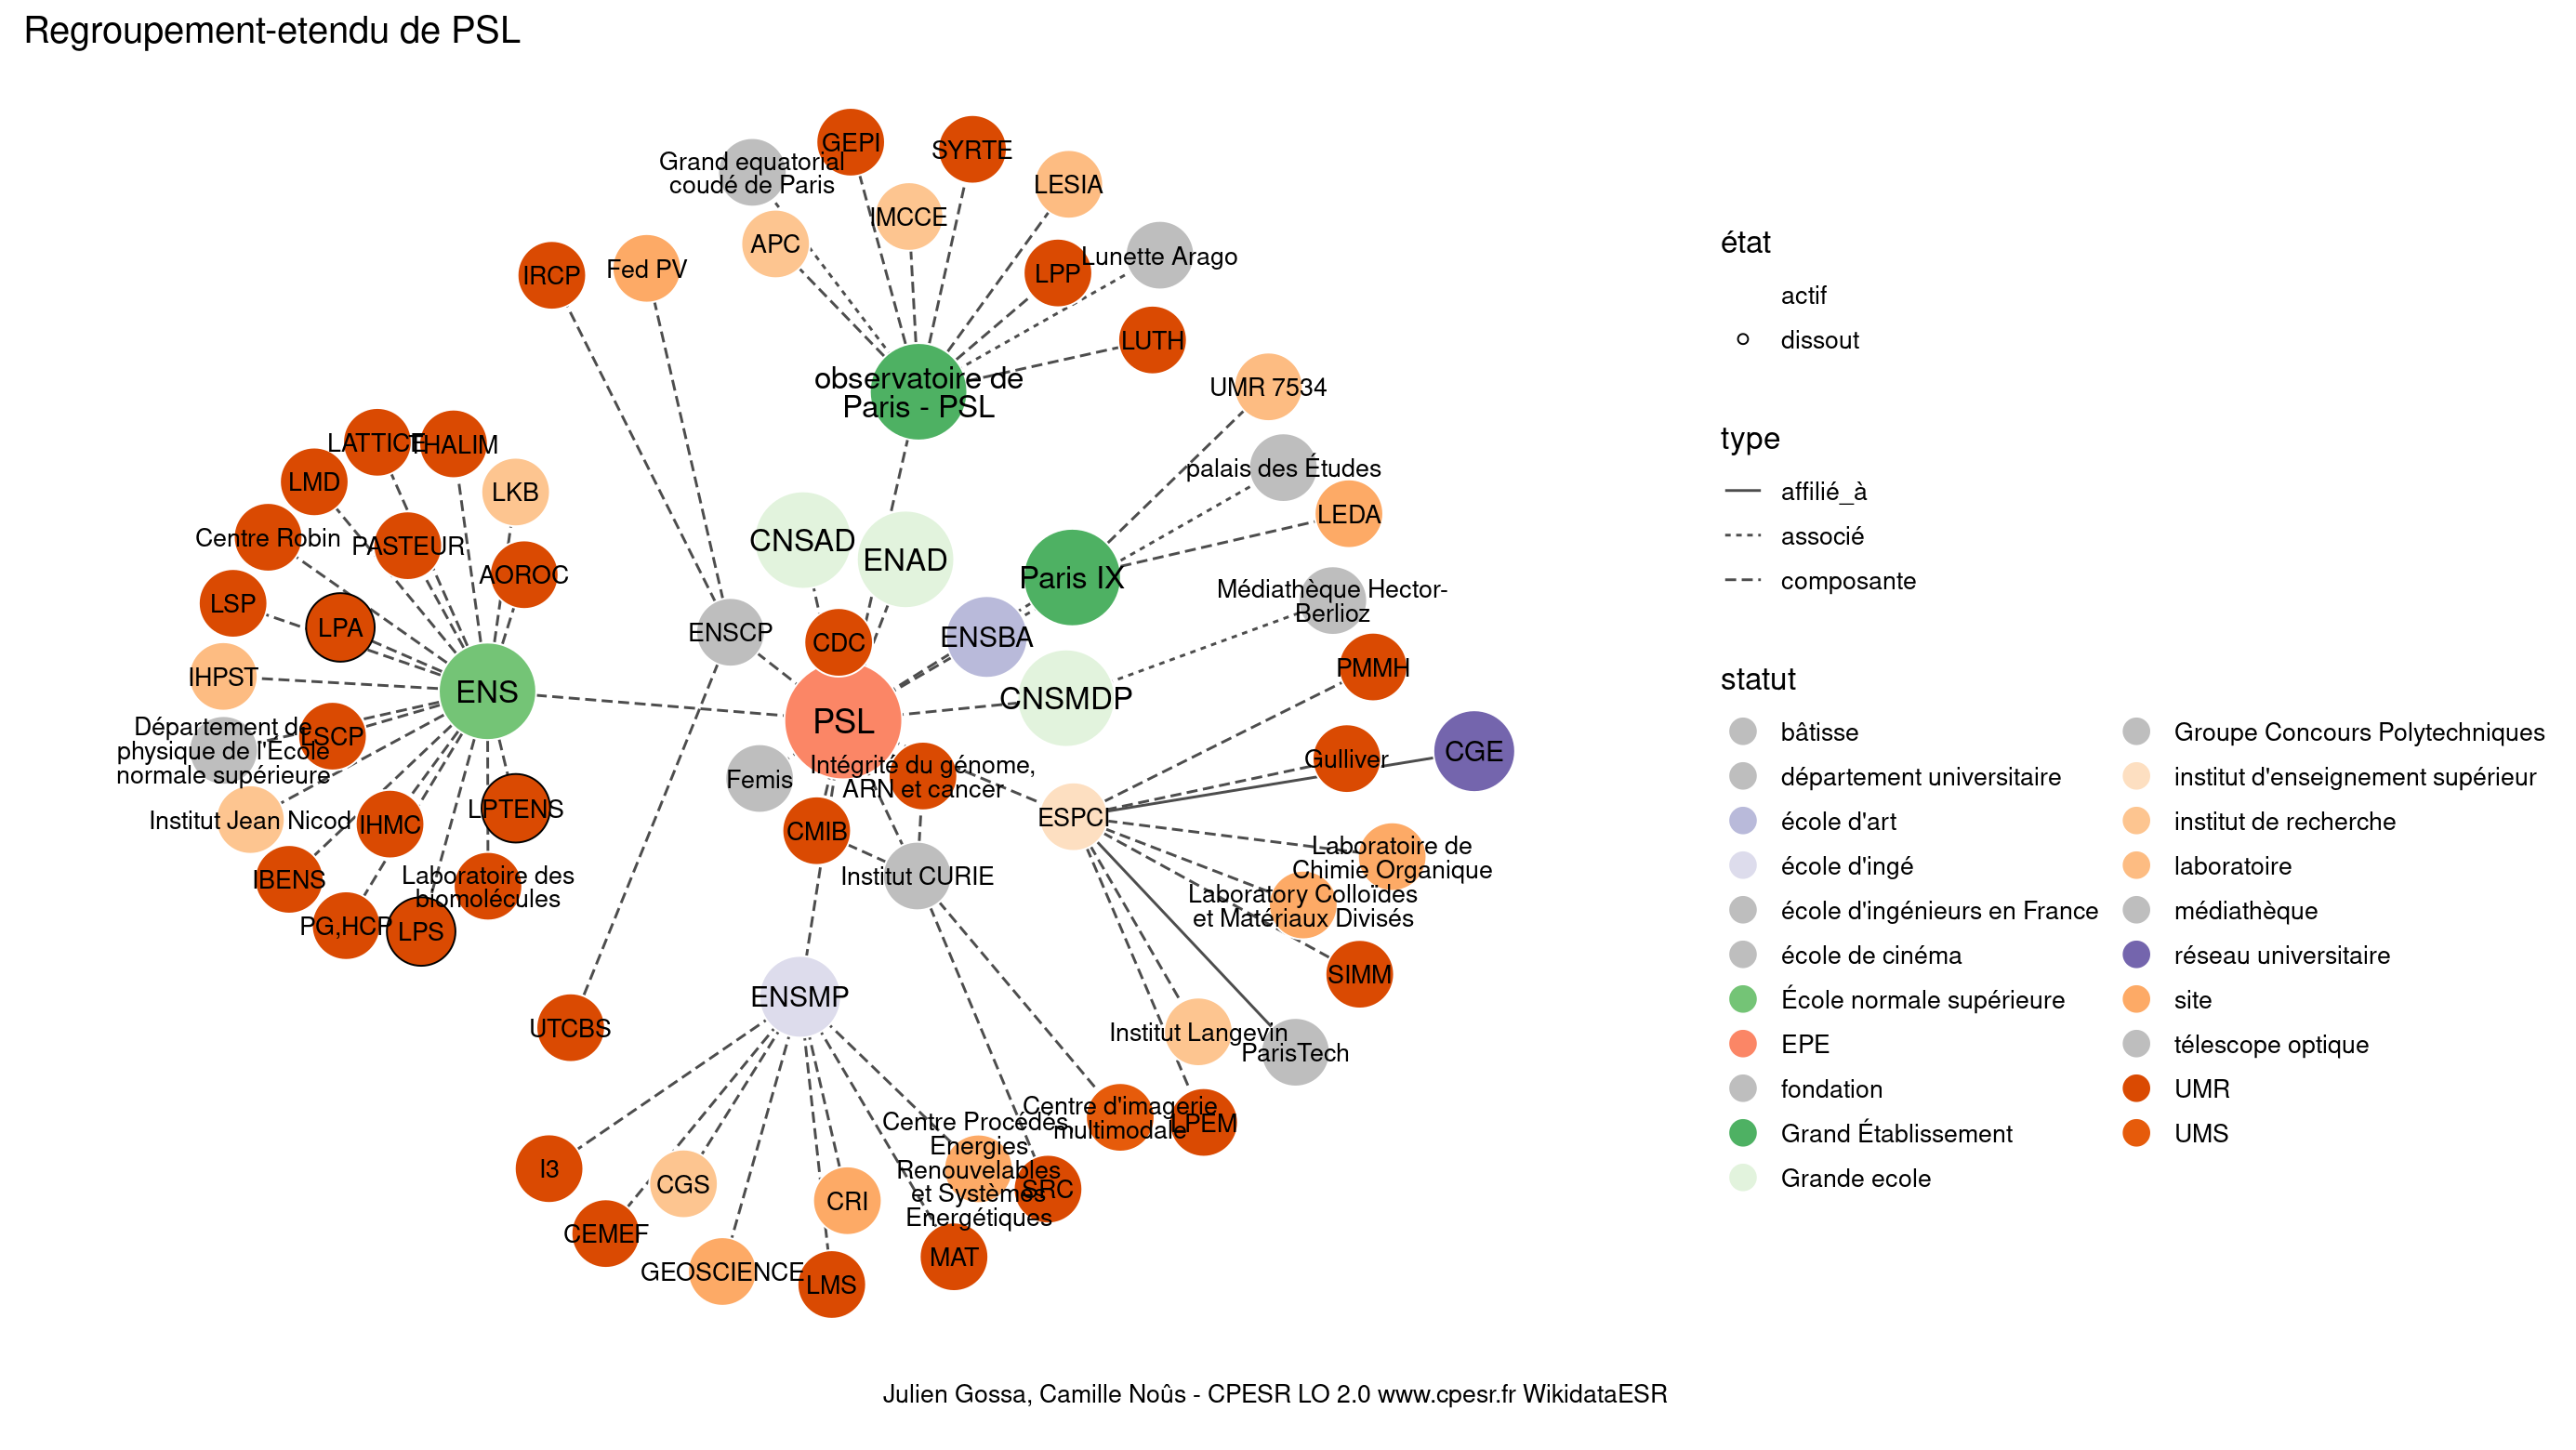 Regroupement-etendu de PSL
GEPI
SYRTE
Grand equatorial
coudé de Paris
LESIA
IMCCE
APC
Lunette Arago
IRCP
Fed PV
LPP
LUTH
observatoire de
Paris - PSL
UMR 7534
LATTICE
THALIM
palais des Études
LMD
LKB
LEDA
Centre Robin
PASTEUR
CNSAD
ENAD
AOROC
Paris IX
Médiathèque Hector-
Berlioz
LSP
LPA
ENSCP
CDC
ENSBA
IHPST
ENS
CNSMDP
PMMH
PSL
Département de
physique de l'École
normale supérieure
LSCP
Gulliver
CGE
Femis
Intégrité du génome,
ARN et cancer
Institut Jean Nicod
IHMC
LPTENS
CMIB
ESPCI
Laboratoire de
Chimie Organique
IBENS
Laboratoire des
biomolécules
Institut CURIE
Laboratory Colloïdes
et Matériaux Divisés
PG,HCP
LPS
SIMM
ENSMP
UTCBS
Institut Langevin
ParisTech
Centre d'imagerie
multimodale
LPEM
Centre Procédés,
Energies
Renouvelables
et Systèmes
Energétiques
I3
CGS
CRI
SRC
CEMEF
GEOSCIENCE
LMS
MAT
état
actif
dissout
type
affilié_à
associé
composante
statut
bâtisse
département universitaire
école d'art
école d'ingé
école d'ingénieurs en France
école de cinéma
École normale supérieure
EPE
fondation
Grand Établissement
Grande ecole
Groupe Concours Polytechniques
institut d'enseignement supérieur
institut de recherche
laboratoire
médiathèque
réseau universitaire
site
télescope optique
UMR
UMS
Julien Gossa, Camille Noûs - CPESR LO 2.0 www.cpesr.fr WikidataESR